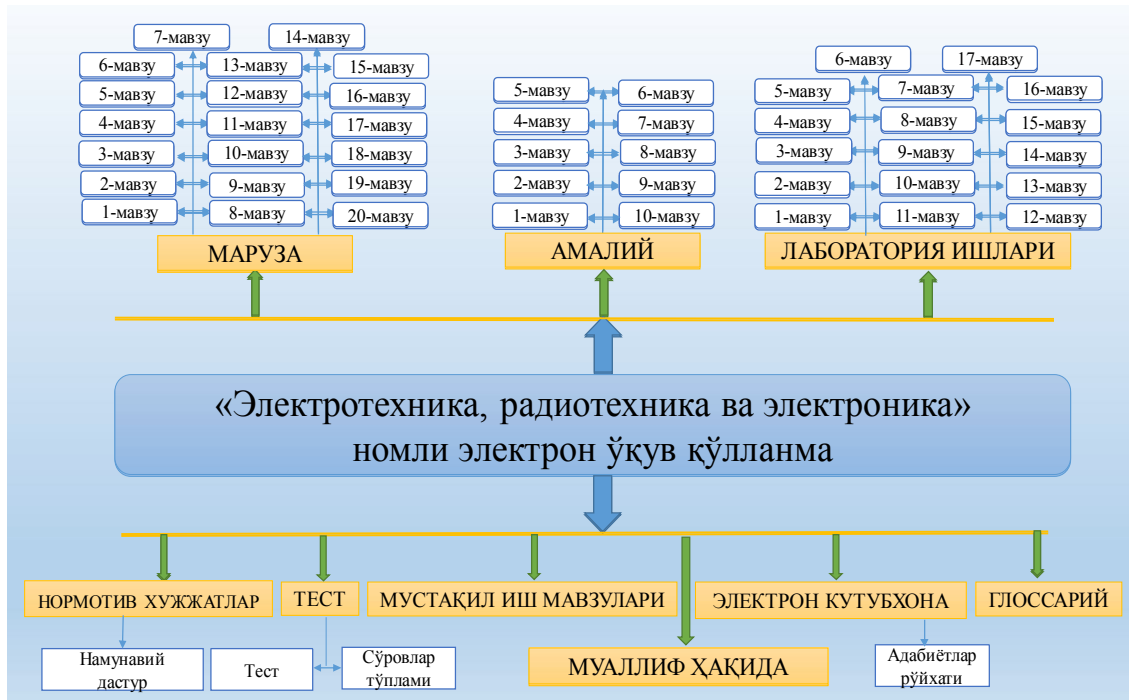 7-мавзу 14-мавзу
6-мавзу 13-мавзу 15-мавзу
5-мавзу 12-мавзу 16-мавзу
4-мавзу 11-мавзу 17-мавзу
3-мавзу 10-мавзу 18-мавзу
2-мавзу 9-мавзу 19-мавзу
1-мавзу 8-мавзу 20-мавзу
МАРУЗА
5-мавзу 6-мавзу
4-мавзу 7-мавзу
3-мавзу 8-мавзу
2-мавзу 9-мавзу
1-мавзу 10-мавзу
АМАЛИЙ
6-мавзу 17-мавзу
5-мавзу 7-мавзу 16-мавзу
4-мавзу 8-мавзу 15-мавзу
3-мавзу 9-мавзу 14-мавзу
2-мавзу 10-мавзу 13-мавзу
1-мавзу 11-мавзу 12-мавзу
ЛАБОРАТОРИЯ ИШЛАРИ
«Электротехника, радиотехника ва электроника»
номли электрон ўқув қўлланма
НОРМОТИВ ХУЖЖАТЛАР
ТЕСТ
МУСТАҚИЛ ИШ МАВЗУЛАРИ
ЭЛЕКТРОН КУТУБХОНА
ГЛОССАРИЙ
Намунавий
дастур
Тест
Сўровлар
тўплами
МУАЛЛИФ ҲАҚИДА
Адабиётлар
рўйхати